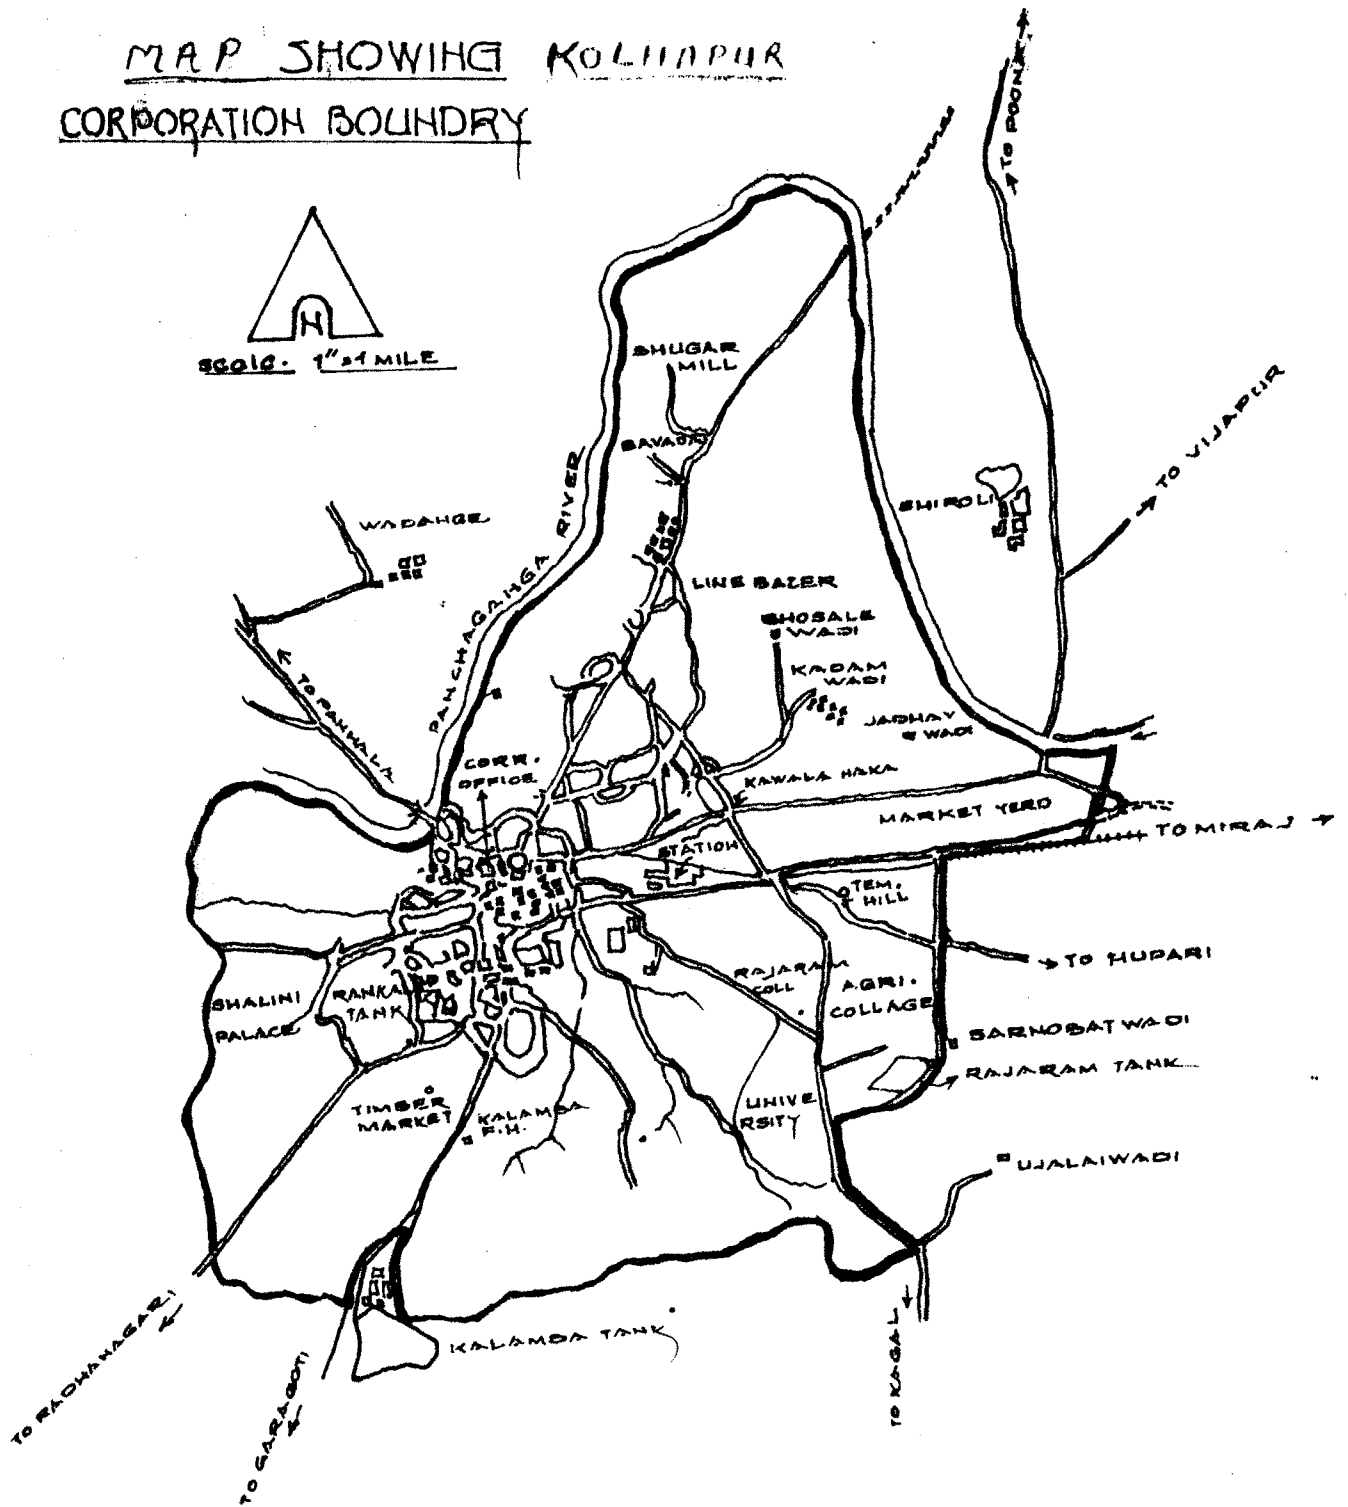 MAP SHOWING KOLHAPUR
CORPORATION BOUNDRY
N
scale. 1"=1 MILE
TO POONA
SHUGAR
MILL
BAVADA
TO VIJAPUR
SHIROLI
WADANGE
PANCHAGANGA RIVER
LINE BAZER
BHOSALE
WADI
KADAM
WADI
JADHAV
WADI
TO PANHALA
CORR.
OFFICE
KAWALA NAKA
MARKET YERD
TO MIRAJ
STATION
TEM.
HILL
TO HUPARI
RAJARAM
COLL
AGRI.
COLLAGE
SHALINI
PALACE
RANKALA
TANK
SARNOBATWADI
RAJARAM TANK
TIMBER
MARKET
KALAMBA
F.H.
UNIVE
RSITY
UJALAIWADI
KALAMBA TANK
TO RADHANAGARI
TO GARAGOTI
TO KAGAL